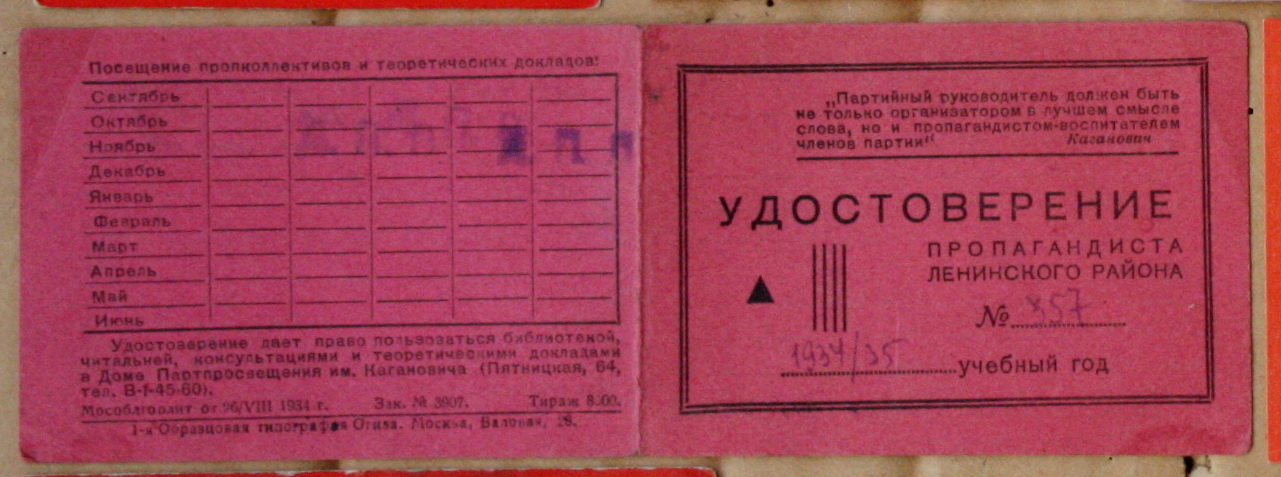 Посещение пропколлективов и теоретических докладов:
Сентябрь
Октябрь
Ноябрь
Декабрь
Январь
Февраль
Март
Апрель
Май
Июнь
Удостоверение дает право пользоваться библиотекой,
читальней, консультациями и теоретическими докладами
в Доме Партпросвещения им. Кагановича (Пятницкая, 64,
тел. В-1-45-60).
Мособлгорлит от 26/VIII 1934 г. Зак. № 3907. Тираж
1-я Образцовая типография Огиза. Москва, Валовая, 28.
„Партийный руководитель должен быть
не только организатором в лучшем смысле
слова, но и пропагандистом-воспитателем
членов партии“ Каганович
УДОСТОВЕРЕНИЕ
ПРОПАГАНДИСТА
ЛЕНИНСКОГО РАЙОНА
№ 357
1934/35 учебный год